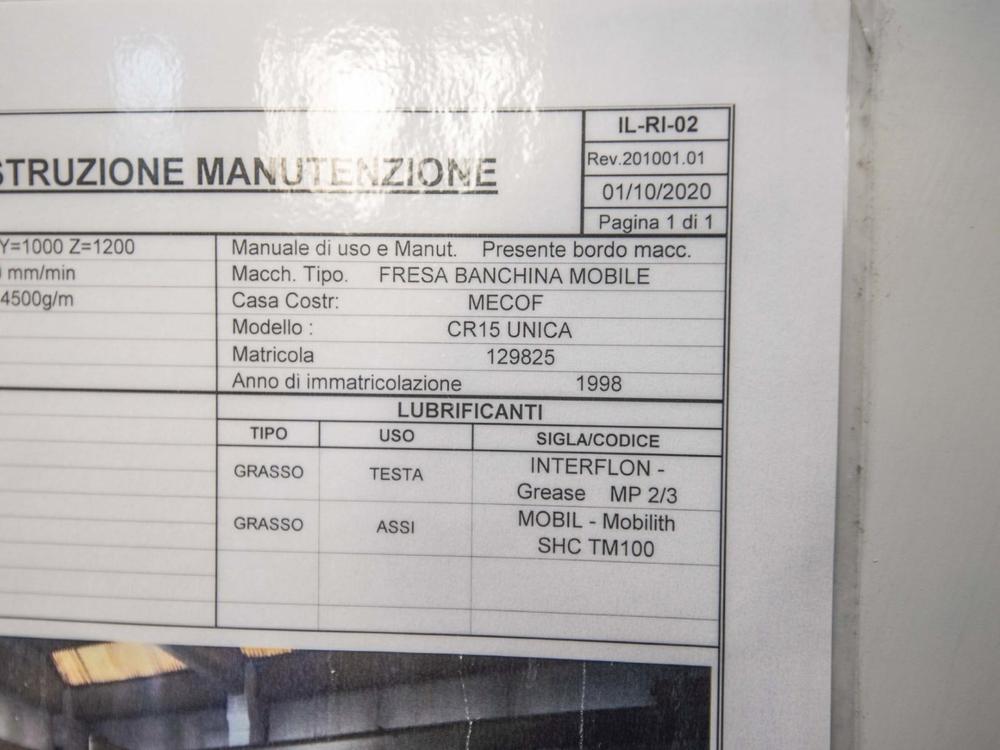 IL-RI-02
Rev.201001.01
STRUZIONE MANUTENZIONE
01/10/2020
Pagina 1 di 1
Y=1000 Z=1200
Manuale di uso e Manut. Presente bordo macc.
mm/min
Macch. Tipo. FRESA BANCHINA MOBILE
4500g/m
Casa Costr: MECOF
Modello : CR15 UNICA
Matricola 129825
Anno di immatricolazione 1998
LUBRIFICANTI
TIPO USO SIGLA/CODICE
GRASSO TESTA INTERFLON -
Grease MP 2/3
GRASSO ASSI MOBIL - Mobilith
SHC TM100